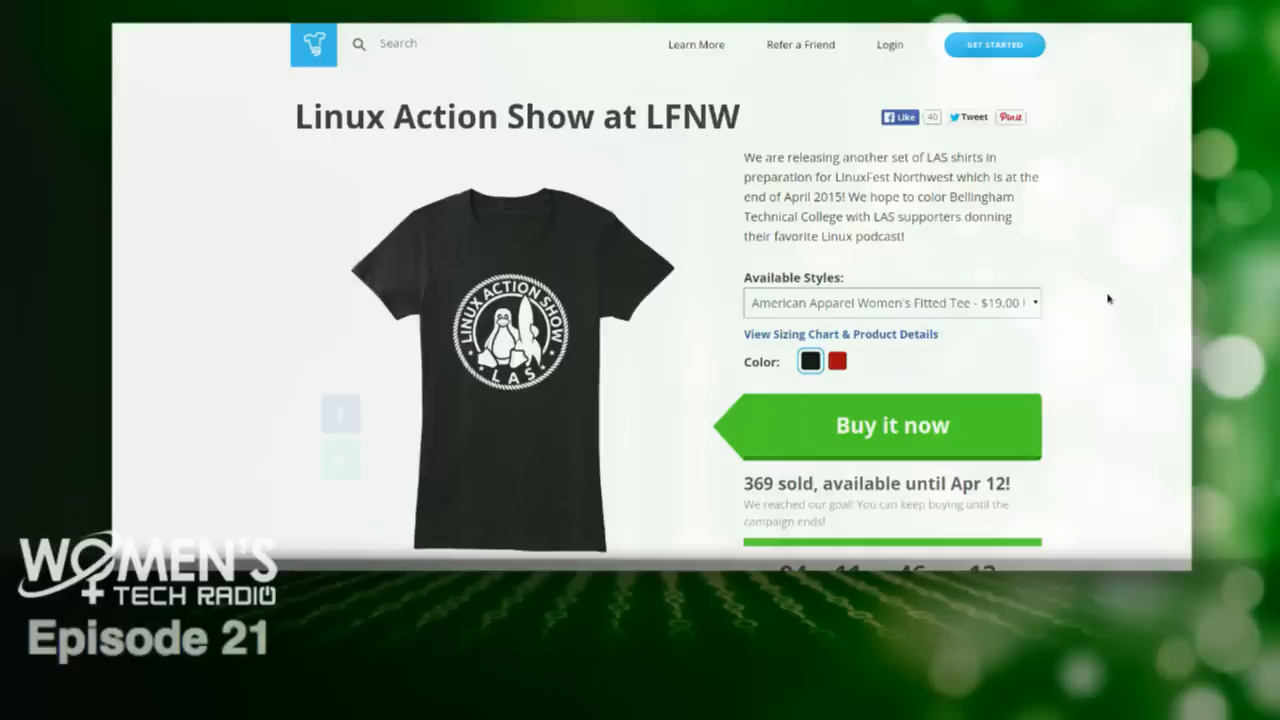 Search
Learn More
Refer a Friend
Login
GET STARTED
Linux Action Show at LFNW
Like
40
Tweet
Pin it
We are releasing another set of LAS shirts in
preparation for LinuxFest Northwest which is at the
end of April 2015! We hope to color Bellingham
Technical College with LAS supporters donning
their favorite Linux podcast!
Available Styles:
American Apparel Women's Fitted Tee - $19.00
View Sizing Chart & Product Details
Color:
Buy it now
369 sold, available until Apr 12!
We reached our goal! You can keep buying until the
campaign ends!
LINUX ACTION SHOW
LAS
WOMEN'S
TECH RADIO
Episode 21